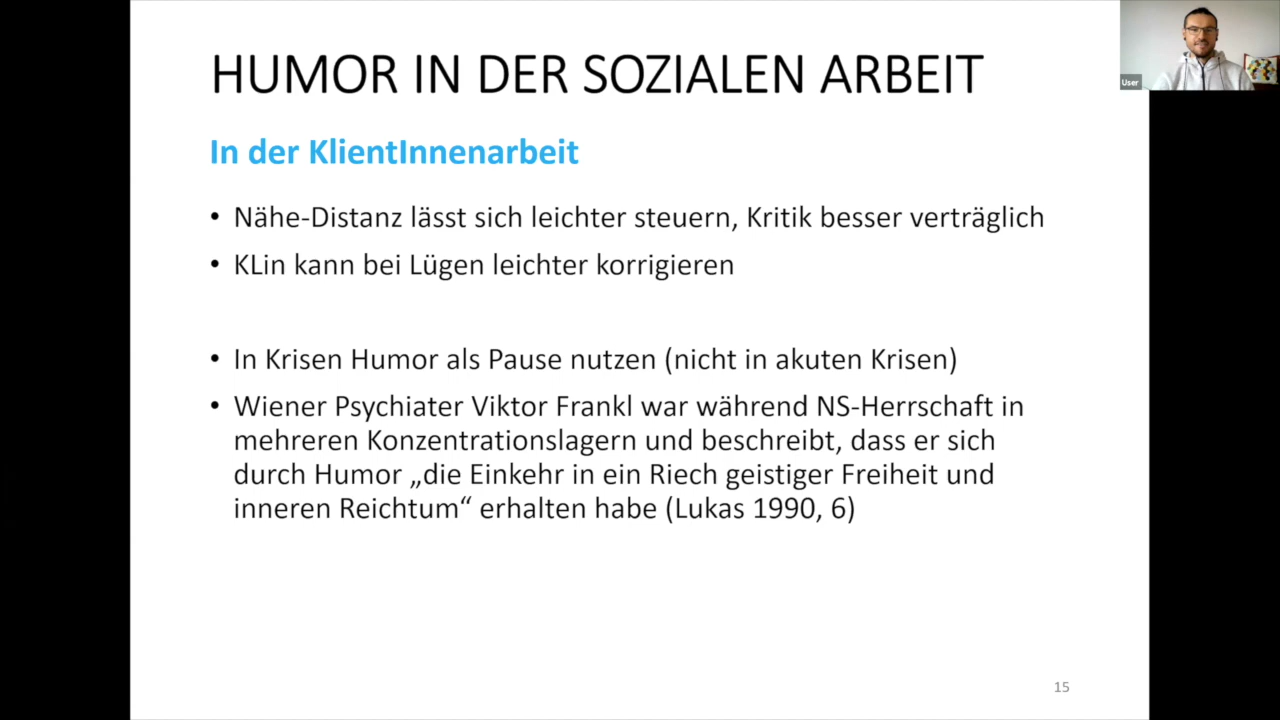 HUMOR IN DER SOZIALEN ARBEIT
User
In der KlientInnenarbeit
• Nähe-Distanz lässt sich leichter steuern, Kritik besser verträglich
• KLin kann bei Lügen leichter korrigieren
• In Krisen Humor als Pause nutzen (nicht in akuten Krisen)
• Wiener Psychiater Viktor Frankl war während NS-Herrschaft in
mehreren Konzentrationslagern und beschreibt, dass er sich
durch Humor „die Einkehr in ein Riech geistiger Freiheit und
inneren Reichtum“ erhalten habe (Lukas 1990, 6)
15